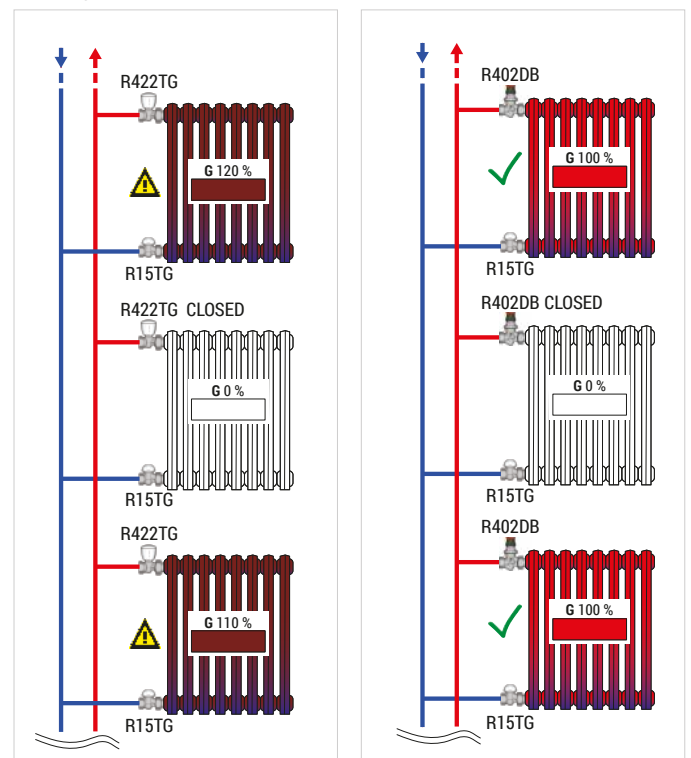 R422TG
G 120 %
R15TG
R422TG CLOSED
G 0 %
R15TG
R422TG
G 110 %
R15TG
R402DB
G 100 %
R15TG
R402DB CLOSED
G 0 %
R15TG
R402DB
G 100 %
R15TG